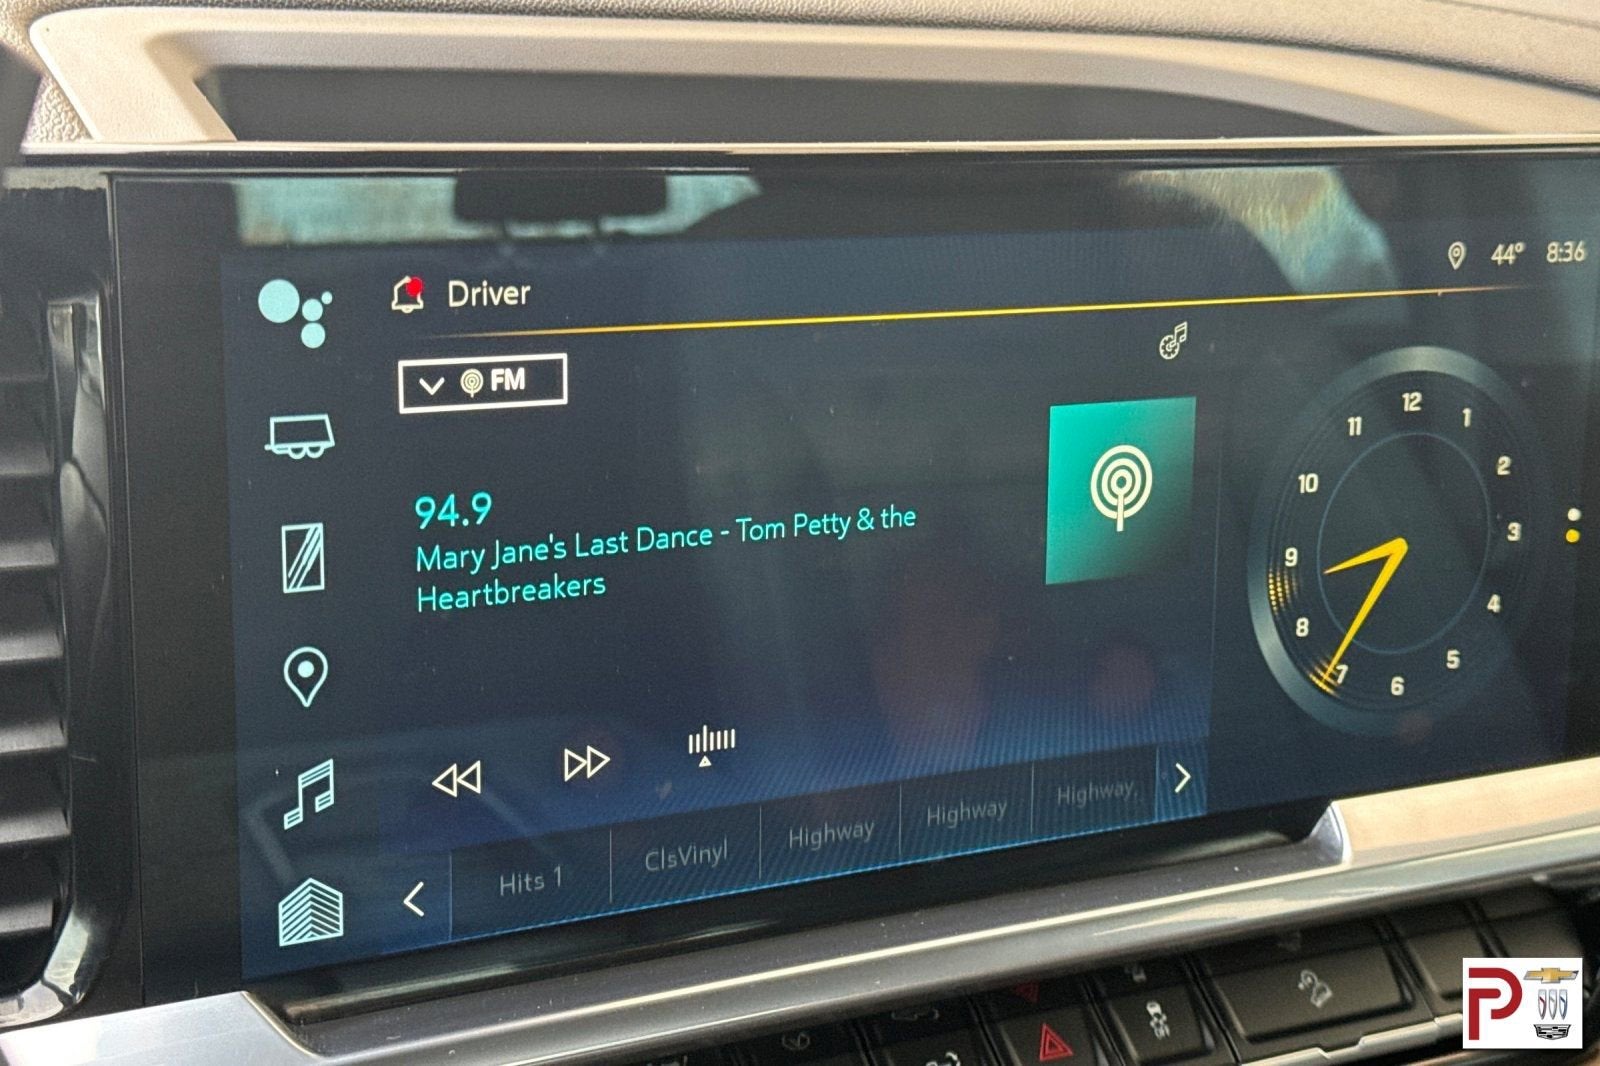 Driver
44° 8:36
FM
94.9
Mary Jane's Last Dance - Tom Petty & the
Heartbreakers
12
1
2
3
4
5
6
7
8
9
10
11
Hits 1
ClsVinyl
Highway
Highway
Highway
P